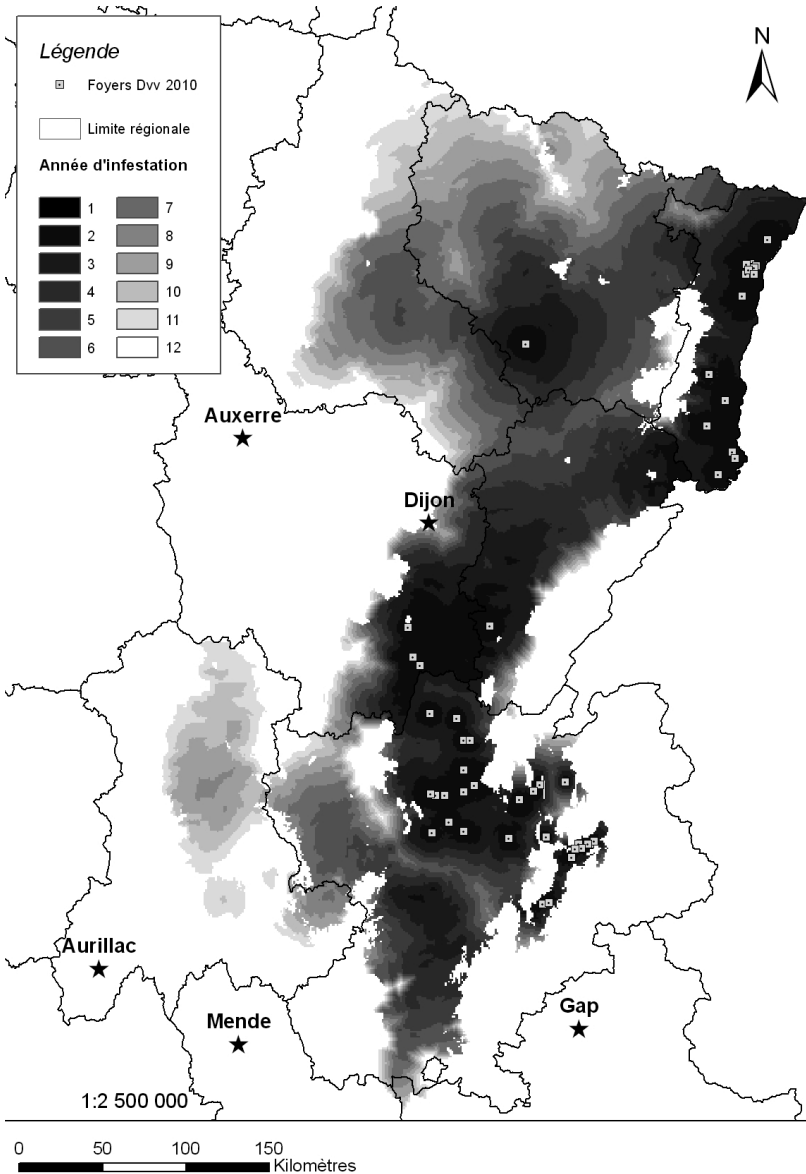 Légende
Foyers Dvv 2010
Limite régionale
Année d'infestation
1 7
2 8
3 9
4 10
5 11
6 12
N
Auxerre
Dijon
Aurillac
Mende
Gap
1:2 500 000
0 50 100 150
Kilomètres